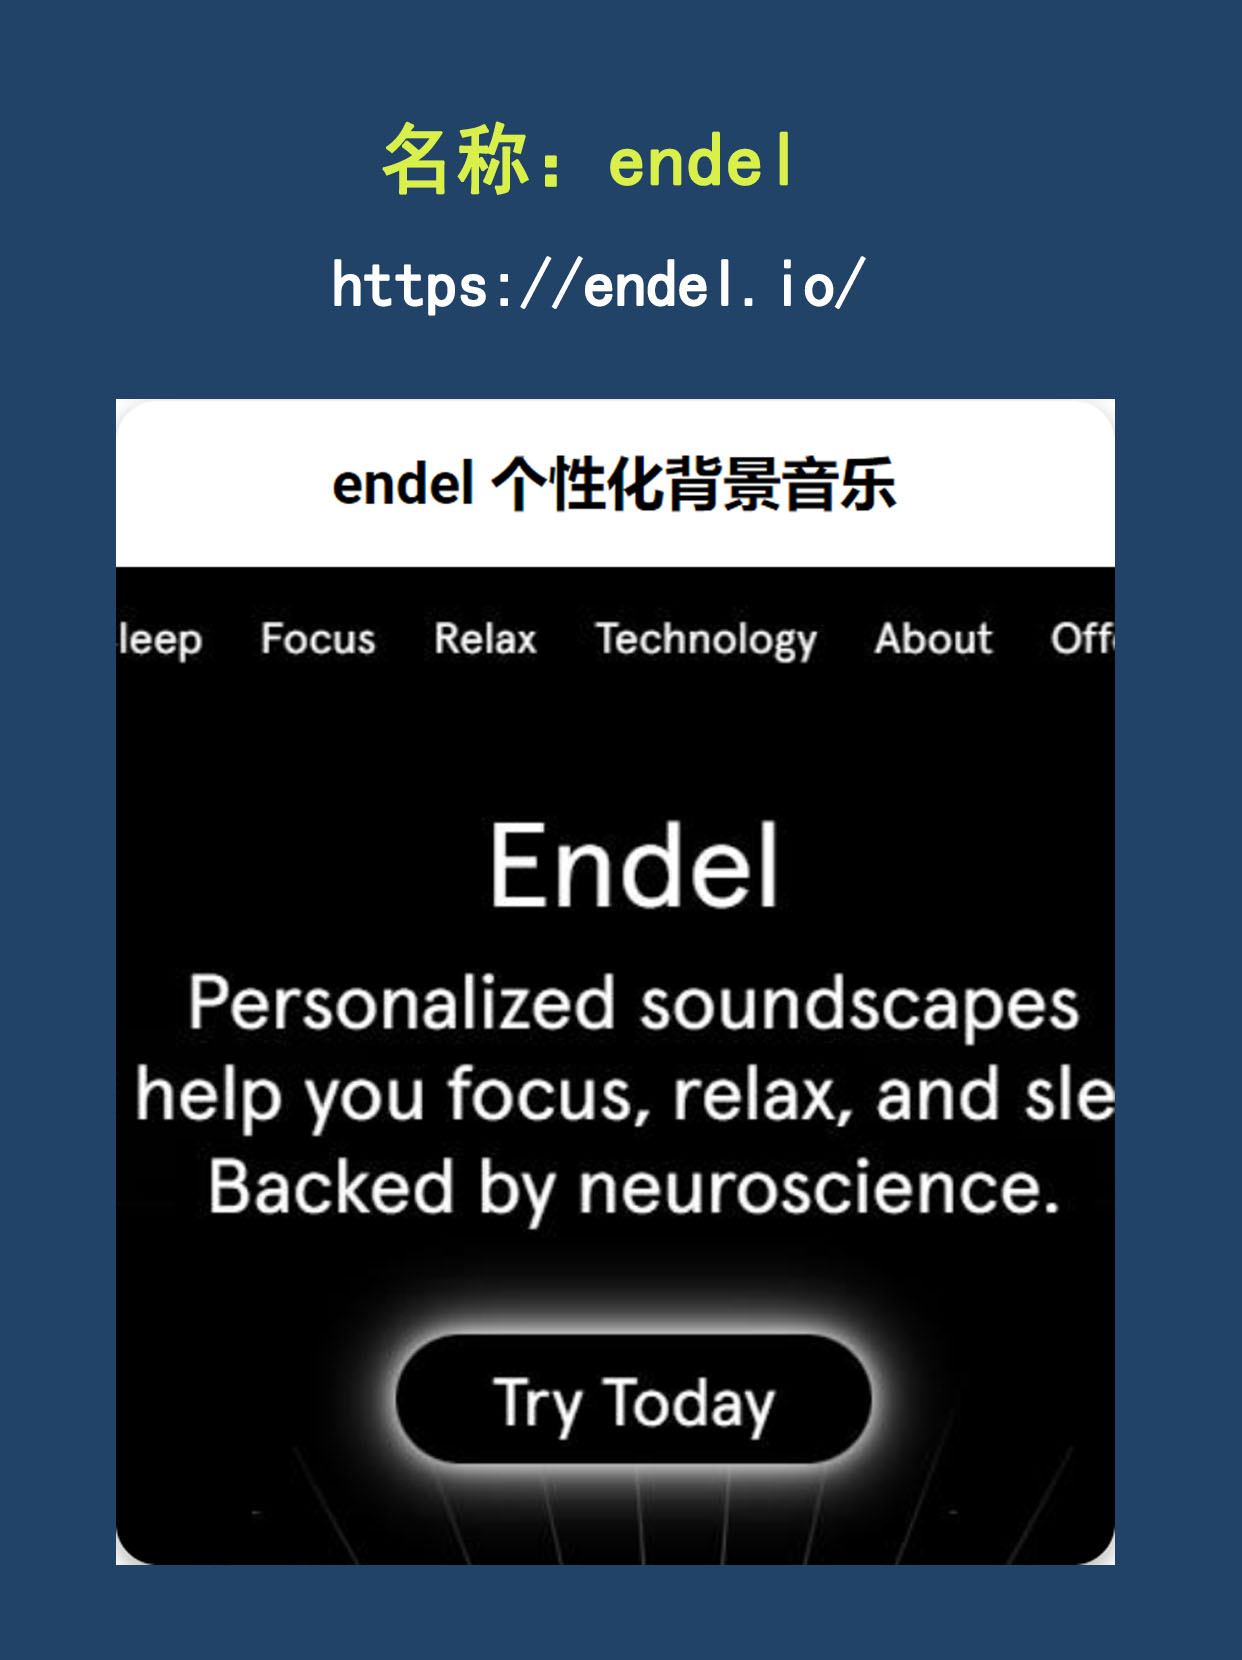 名称：endel
https://endel.io/
endel 个性化背景音乐
leep Focus Relax Technology About Off
Endel
Personalized soundscapes
help you focus, relax, and sle
Backed by neuroscience.
Try Today